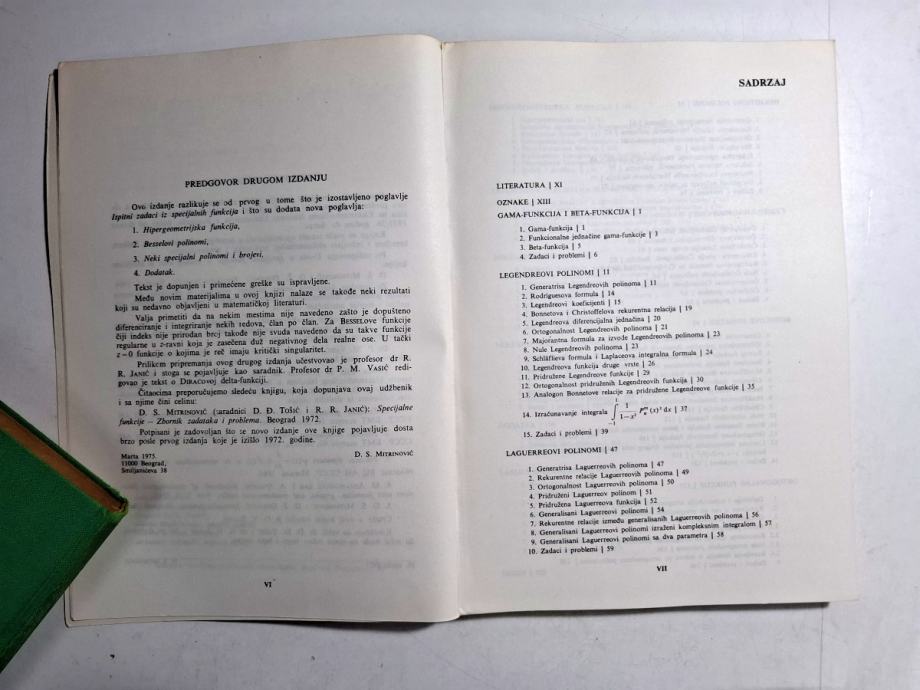 PREDGOVOR DRUGOM IZDANJU
Ovo izdanje razlikuje se od prvog u tome što je izostavljeno poglavlje
Ispitni zadaci iz specijalnih funkcija i što su dodata nova poglavlja:
1. Hipergeometrijska funkcija,
2. Besselovi polinomi,
3. Neki specijalni polinomi i brojevi,
4. Dodatak.
Tekst je dopunjen i primećene greške su ispravljene.
Među novim materijalima u ovoj knjizi nalaze se takođe neki rezultati
koji su nedavno objavljeni u matematičkoj literaturi.
Valja primetiti da na nekim mestima nije navedeno zašto je dopušteno
diferenciranje i integriranje nekih redova, član po član. Za BESSELove funkcije
čiji indeks nije prirodan broj takođe nije svuda navedeno da su takve funkcije
regularne u z-ravni koja je zasečena duž negativnog dela realne ose. U tački
z=0 funkcije o kojima je reč imaju kritički singularitet.
Prilikom pripremanja ovog drugog izdanja učestvovao je profesor dr R.
R. JANIĆ i stoga se pojavljuje kao saradnik. Profesor dr P. M. VASIĆ redi-
govao je tekst o DIRACovoj delta-funkciji.
Čitaocima preporučujemo sledeću knjigu, koja dopunjava ovaj udžbenik
i sa njime čini celinu:
D. S. MITRINOVIĆ (saradnici D. Đ. TOŠIĆ i R. R. JANIĆ): Specijalne
funkcije – Zbornik zadataka i problema. Beograd 1972.
Potpisani je zadovoljan što se novo izdanje ove knjige pojavljuje dosta
brzo posle prvog izdanja koje je izišlo 1972. godine.
Marta 1975.
11000 Beograd,
Smiljanićeva 38
D. S. MITRINOVIĆ
VI
SADRZAJ
LITERATURA | XI
OZNAKE | XIII
GAMA-FUNKCIJA I BETA-FUNKCIJA | 1
1. Gama-funkcija | 1
2. Funkcionalne jednačine gama-funkcije | 3
3. Beta-funkcija | 5
4. Zadaci i problemi | 6
LEGENDREOVI POLINOMI | 11
1. Generatrisa Legendreovih polinoma | 11
2. Rodriguesova formula | 14
3. Legendreovi koeficijenti | 15
4. Bonnetova i Christoffelova rekurentna relacija | 19
5. Legendreova diferencijalna jednačina | 20
6. Ortogonalnost Legendreovih polinoma | 21
7. Majorantna formula za izvode Legendreovih polinoma | 23
8. Nule Legendreovih polinoma | 23
9. Schläflieva formula i Laplaceova integralna formula | 24
10. Legendreova funkcija druge vrste | 26
11. Pridružene Legendreove funkcije | 29
12. Ortogonalnost pridruženih Legendreovih funkcija | 30
13. Analogon Bonnetove relacije za pridružene Legendreove funkcije | 35
14. Izračunavanje integrala ∫₋₁¹ 1/(1−x²) Pₙᵐ(x)² dx | 37
15. Zadaci i problemi | 39
LAGUERREOVI POLINOMI | 47
1. Generatrisa Laguerreovih polinoma | 47
2. Rekurentne relacije Laguerreovih polinoma | 49
3. Ortogonalnost Laguerreovih polinoma | 50
4. Pridruženi Laguerreov polinom | 51
5. Pridružena Laguerreova funkcija | 52
6. Generalisani Laguerreovi polinomi | 54
7. Rekurentne relacije između generalisanih Laguerreovih polinoma | 56
8. Generalisani Laguerreovi polinomi izraženi kompleksnim integralom | 57
9. Generalisani Laguerreovi polinomi sa dva parametra | 58
10. Zadaci i problemi | 59
VII